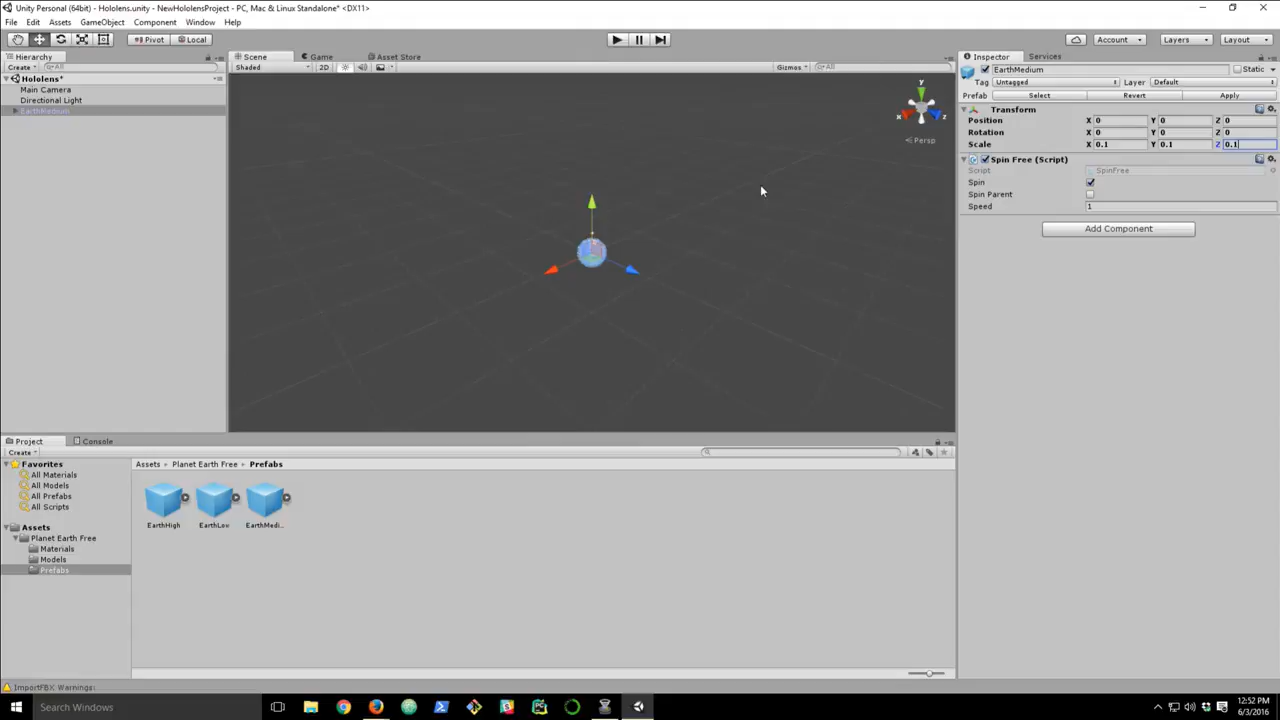 Unity Personal (64bit) - Hololens.unity - NewHololensProject - PC, Mac & Linux Standalone* <DX11>
File Edit Assets GameObject Component Window Help
Pivot Local Account Layers Layout
Hierarchy Scene Game Asset Store Inspector Services
Create All Shaded 2D Gizmos All EarthMedium Static
Hololens*
Tag Untagged Layer Default
Main Camera
Prefab Select Revert Apply
Directional Light
EarthMedium
Transform
Position X 0 Y 0 Z 0
Rotation X 0 Y 0 Z 0
Scale X 0.1 Y 0.1 Z 0.1
y
x z
Persp
Spin Free (Script)
Script SpinFree
Spin
Spin Parent
Speed 1
Add Component
Project Console
Create
Favorites Assets Planet Earth Free Prefabs
All Materials
All Models
All Prefabs
All Scripts
EarthHigh EarthLow EarthMedi...
Assets
Planet Earth Free
Materials
Models
Prefabs
ImportFBX Warnings:
Search Windows
12:52 PM
6/3/2016